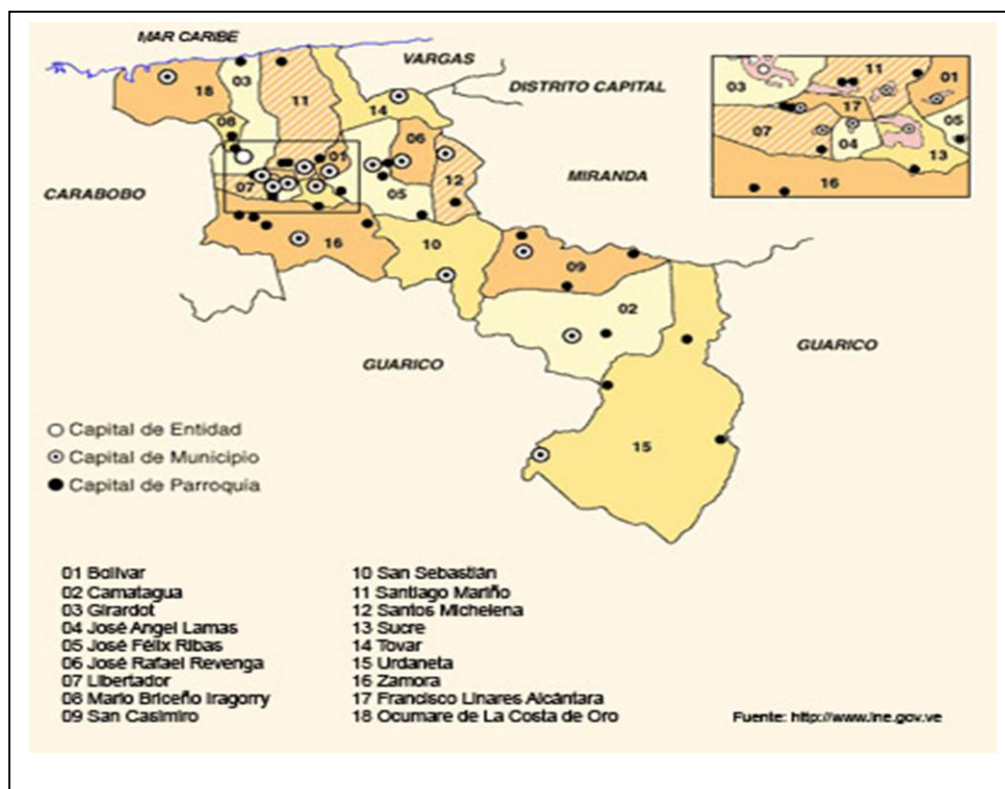 MAR CARIBE
VARGAS
DISTRITO CAPITAL
CARABOBO
MIRANDA
GUARICO
GUARICO
18
03
11
14
08
01
06
07
05
12
16
10
09
02
15
03
11
01
17
05
07
04
13
16
Capital de Entidad
Capital de Municipio
Capital de Parroquía
01 Bolívar
02 Camatagua
03 Girardot
04 José Angel Lamas
05 José Félix Ribas
06 José Rafael Revenga
07 Libertador
08 Mario Briceño Iragorry
09 San Casimiro
10 San Sebastián
11 Santiago Mariño
12 Santos Michelena
13 Sucre
14 Tovar
15 Urdaneta
16 Zamora
17 Francisco Linares Alcántara
18 Ocumare de La Costa de Oro
Fuente: http://www.ine.gov.ve